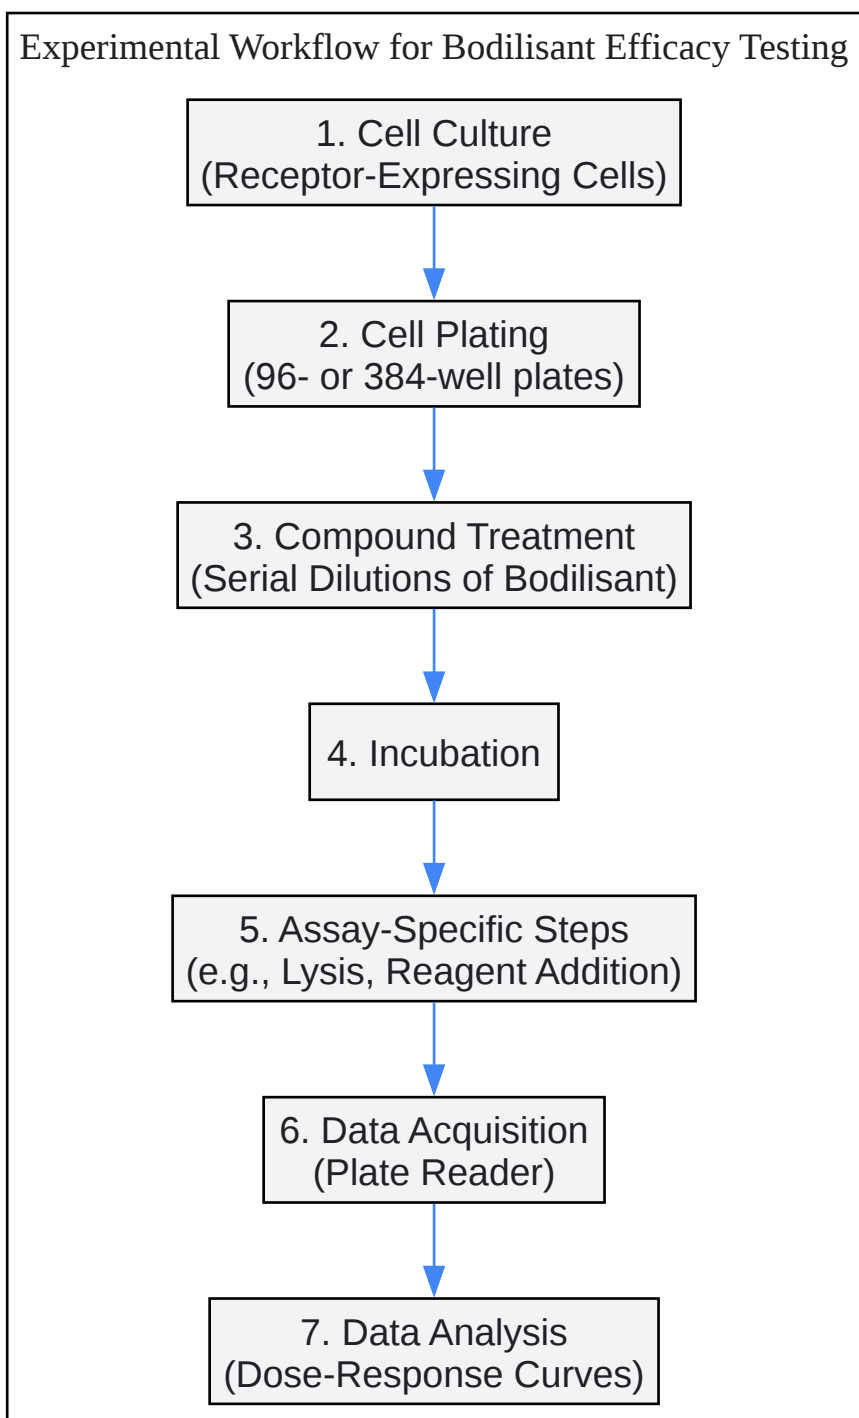 Experimental Workflow for Bodilisant Efficacy Testing
1. Cell Culture
(Receptor-Expressing Cells)
2. Cell Plating
(96- or 384-well plates)
3. Compound Treatment
(Serial Dilutions of Bodilisant)
4. Incubation
5. Assay-Specific Steps
(e.g., Lysis, Reagent Addition)
6. Data Acquisition
(Plate Reader)
7. Data Analysis
(Dose-Response Curves)